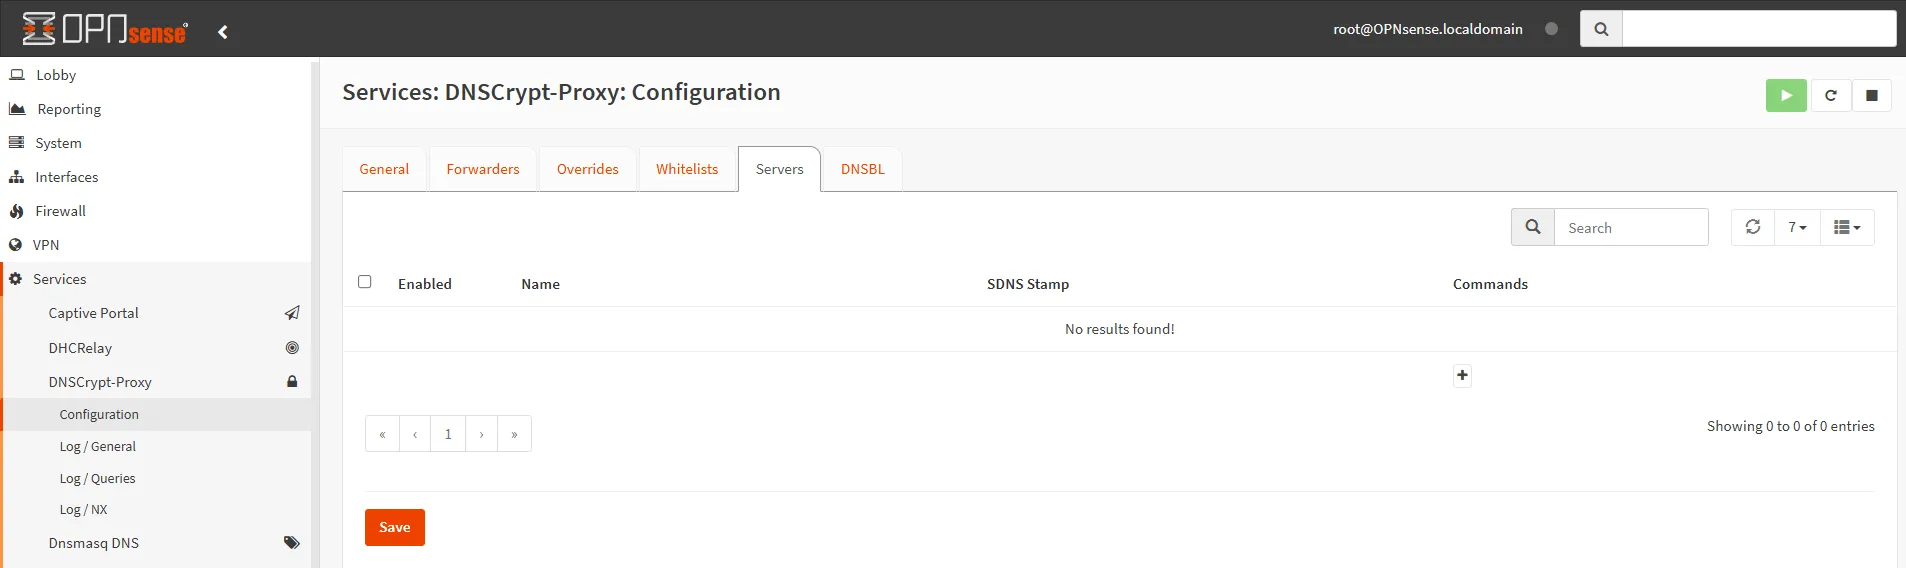 OPNsense
root@OPNsense.localdomain
Lobby
Reporting
System
Interfaces
Firewall
VPN
Services
Captive Portal
DHCRelay
DNSCrypt-Proxy
Configuration
Log / General
Log / Queries
Log / NX
Dnsmasq DNS
Services: DNSCrypt-Proxy: Configuration
General Forwarders Overrides Whitelists Servers DNSBL
Search 7
Enabled Name SDNS Stamp Commands
No results found!
+
« ‹ 1 › »
Showing 0 to 0 of 0 entries
Save